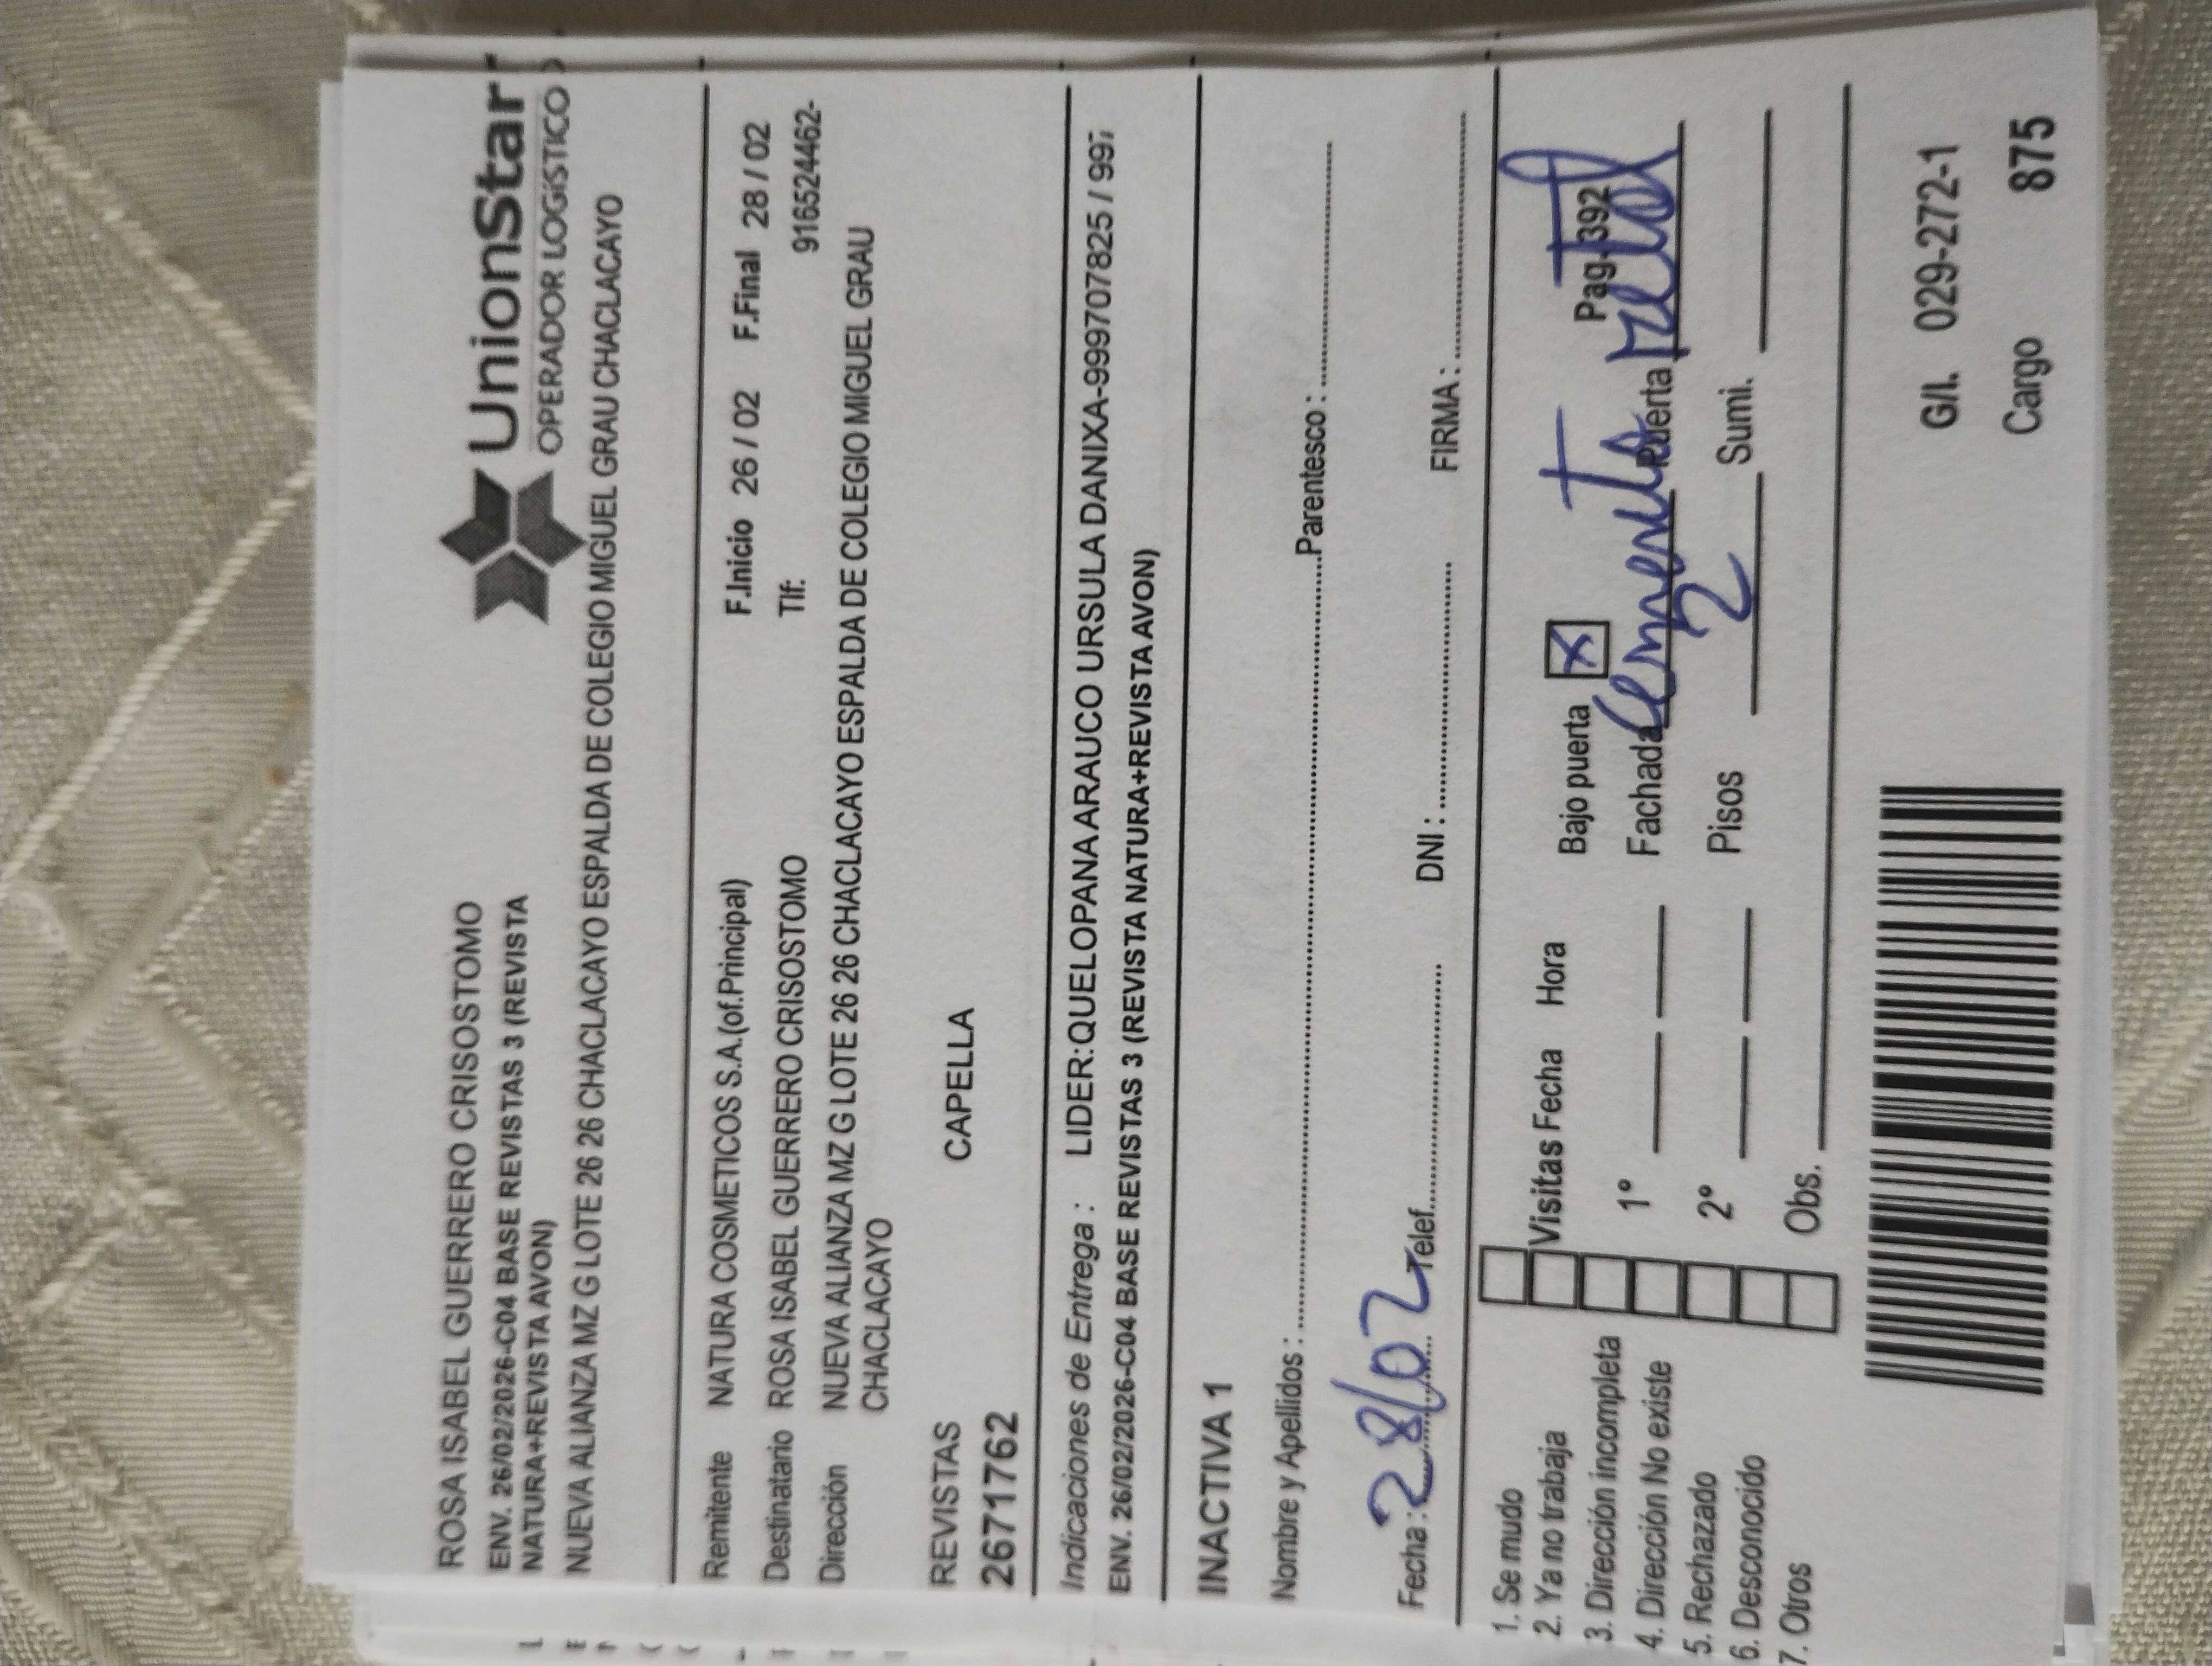 UnionStar
OPERADOR LOGÍSTICO
ROSA ISABEL GUERRERO CRISOSTOMO
ENV. 26/02/2026-C04 BASE REVISTAS 3 (REVISTA
NATURA+REVISTA AVON)
NUEVA ALIANZA MZ G LOTE 26 26 CHACLACAYO ESPALDA DE COLEGIO MIGUEL GRAU CHACLACAYO
Remitente NATURA COSMETICOS S.A.(of.Principal) F.Inicio 26 / 02 F.Final 28 / 02
Destinatario ROSA ISABEL GUERRERO CRISOSTOMO Tlf: 916524462-
Dirección NUEVA ALIANZA MZ G LOTE 26 26 CHACLACAYO ESPALDA DE COLEGIO MIGUEL GRAU
CHACLACAYO
REVISTAS CAPELLA
2671762
Indicaciones de Entrega : LIDER:QUELOPANA ARAUCO URSULA DANIXA-999707825 / 997
ENV. 26/02/2026-C04 BASE REVISTAS 3 (REVISTA NATURA+REVISTA AVON)
INACTIVA 1
Nombre y Apellidos : Parentesco :
Fecha : 28/02 Telef. DNI : FIRMA :
1. Se mudo
2. Ya no trabaja
3. Dirección incompleta
4. Dirección No existe
5. Rechazado
6. Desconocido
7. Otros
Visitas Fecha Hora
1º
2º
Obs.
Bajo puerta X Pag-392
Fachada Cemento Puerta Metal
Pisos 2 Sumi.
G/I. 029-272-1
Cargo 875